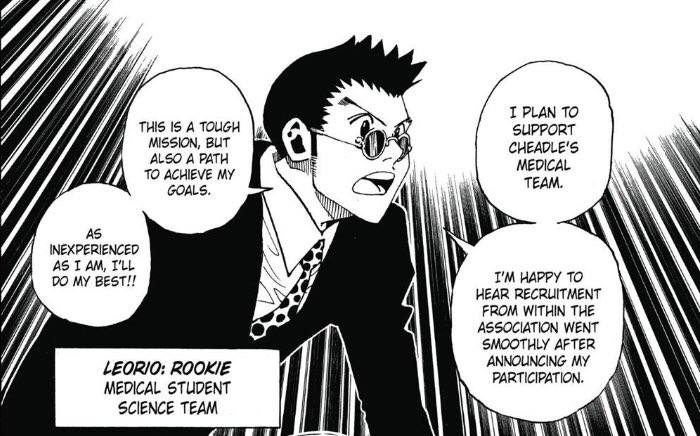 I PLAN TO
SUPPORT
CHEADLE'S
MEDICAL
TEAM.
I'M HAPPY TO
HEAR RECRUITMENT
FROM WITHIN THE
ASSOCIATION WENT
SMOOTHLY AFTER
ANNOUNCING MY
PARTICIPATION.
THIS IS A TOUGH
MISSION, BUT
ALSO A PATH
TO ACHIEVE MY
GOALS.
AS
INEXPERIENCED
AS I AM, I'LL
DO MY BEST!!
LEORIO: ROOKIE
MEDICAL STUDENT
SCIENCE TEAM